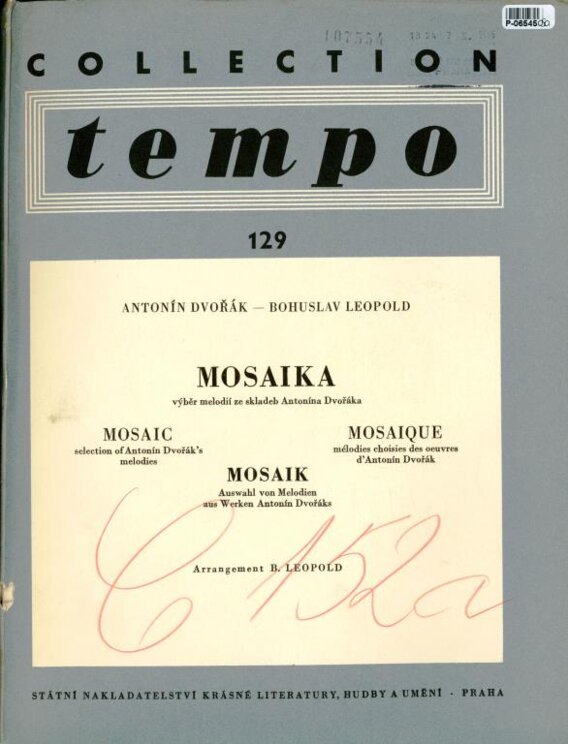 P-06545
107554
COLLECTION
tempo
129
ANTONÍN DVOŘÁK — BOHUSLAV LEOPOLD
MOSAIKA
výběr melodií ze skladeb Antonína Dvořáka
MOSAIC
selection of Antonín Dvořák's
melodies
MOSAIQUE
mélodies choisies des oeuvres
d'Antonín Dvořák
MOSAIK
Auswahl von Melodien
aus Werken Antonín Dvořáks
Arrangement B. LEOPOLD
C 152a
STÁTNÍ NAKLADATELSTVÍ KRÁSNÉ LITERATURY, HUDBY A UMĚNÍ · PRAHA